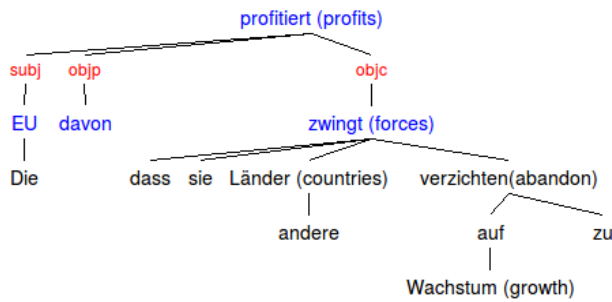 profitiert (profits)
subj objp objc
EU davon zwingt (forces)
Die dass sie Länder (countries) verzichten(abandon)
andere auf zu
Wachstum (growth)